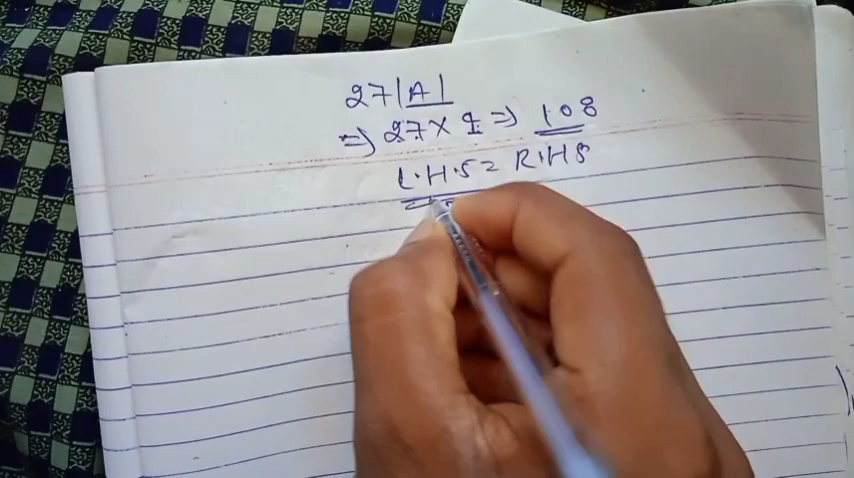 27|A|
=> 27 X 4 => 108
L.H.S = R.H S